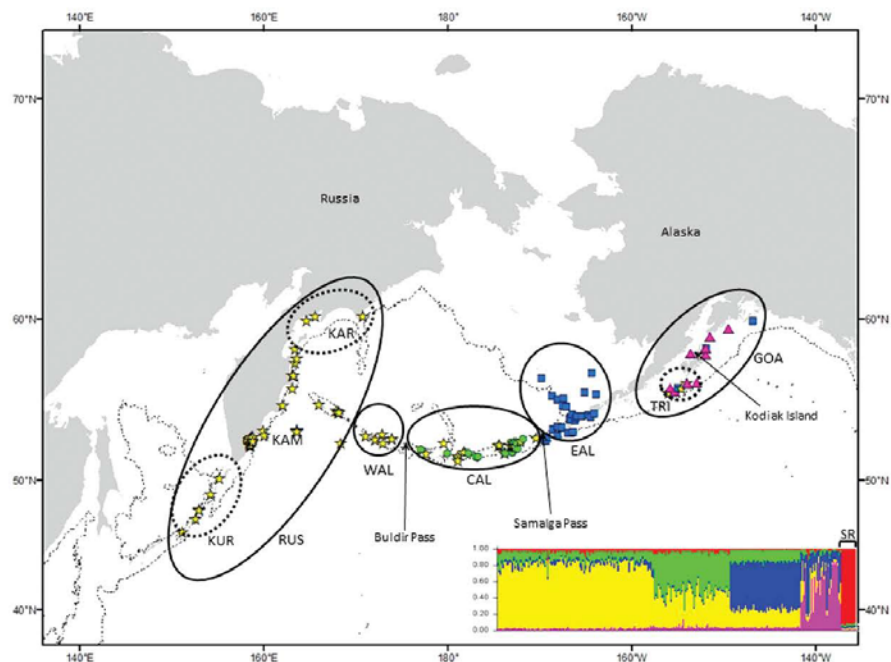 140°E 160°E 180° 160°W 140°W
70°N 70°N
Russia
Alaska
60°N 60°N
KAR
GOA
TRI
Kodiak Island
KAM
WAL
CAL
EAL
50°N 50°N
KUR
RUS
Buldir Pass
Samalga Pass
SR
1.00
0.80
0.60
0.40
0.20
0.00
40°N 40°N
140°E 160°E 180° 160°W 140°W